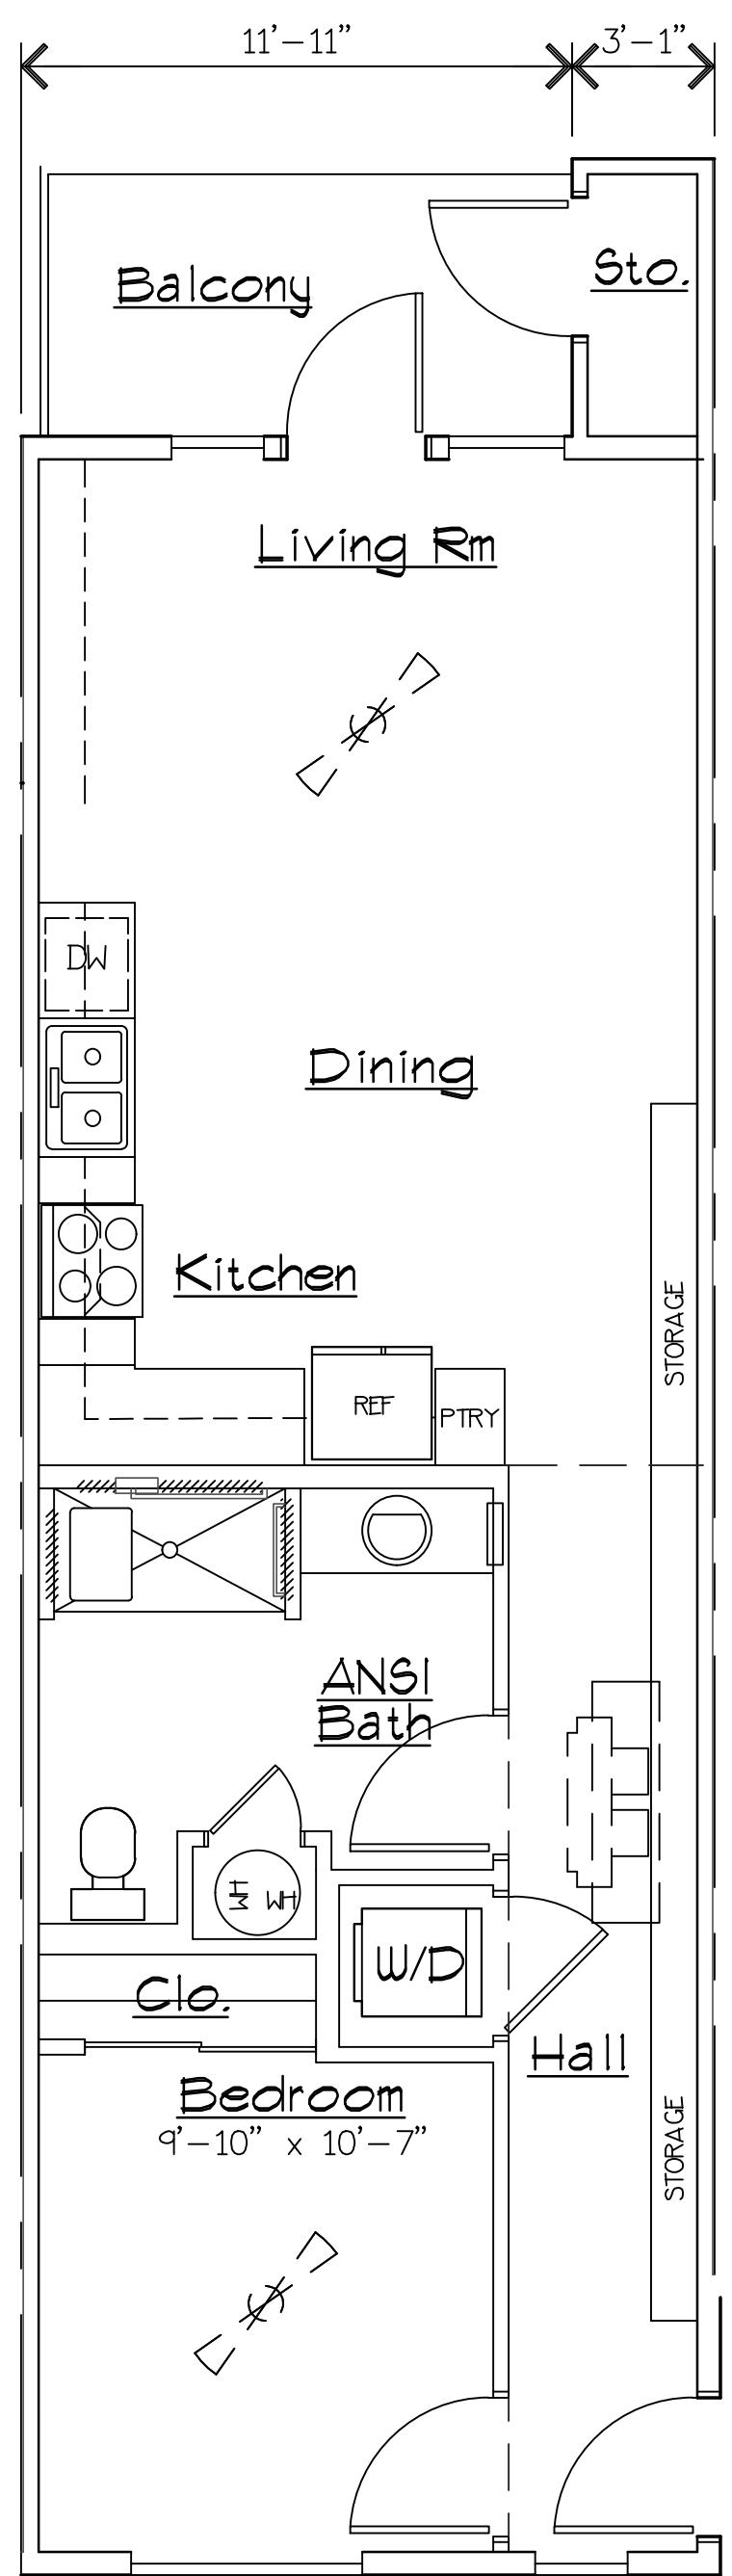 11'-11" 3'-1"
Balcony
Sto.
Living Rm
DW
Dining
Kitchen
STORAGE
REF
PTRY
ANSI
Bath
WH
WH
W/D
Clo.
Hall
Bedroom
9'-10" x 10'-7"
STORAGE